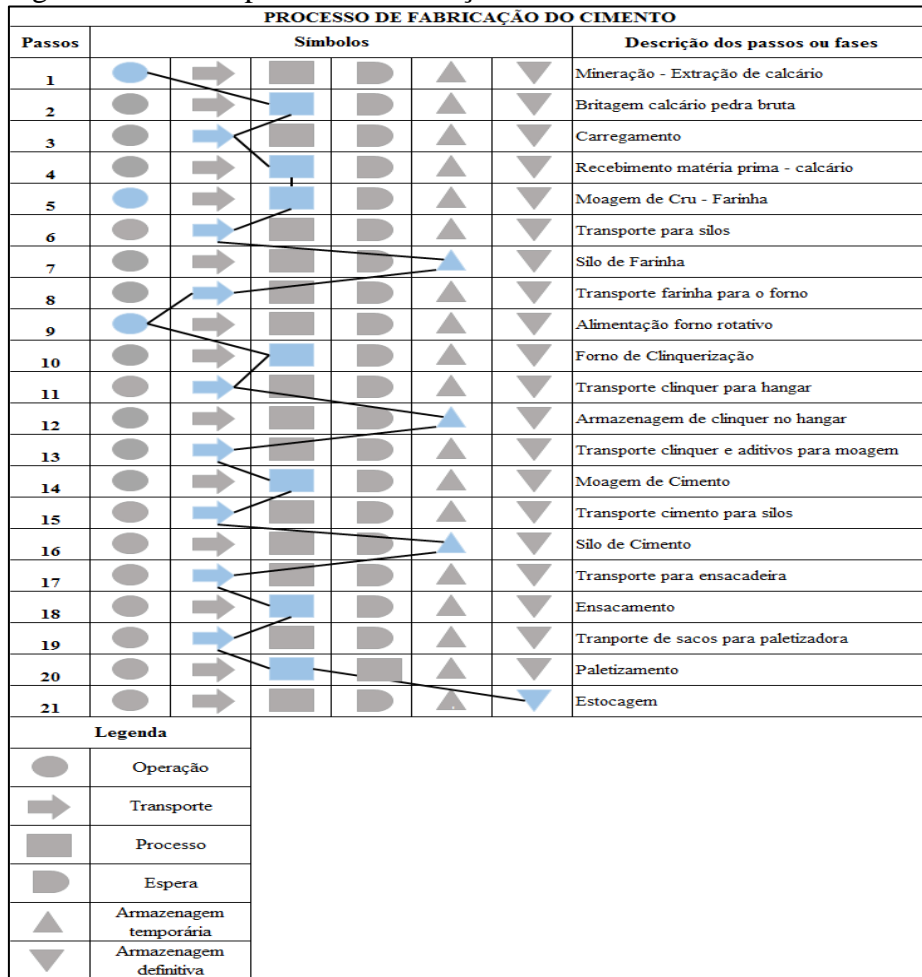 PROCESSO DE FABRICAÇÃO DO CIMENTO
Passos Símbolos Descrição dos passos ou fases
1 Mineração - Extração de calcário
2 Britagem calcário pedra bruta
3 Carregamento
4 Recebimento matéria prima - calcário
5 Moagem de Cru - Farinha
6 Transporte para silos
7 Silo de Farinha
8 Transporte farinha para o forno
9 Alimentação forno rotativo
10 Forno de Clinquerização
11 Transporte clinquer para hangar
12 Armazenagem de clinquer no hangar
13 Transporte clinquer e aditivos para moagem
14 Moagem de Cimento
15 Transporte cimento para silos
16 Silo de Cimento
17 Transporte para ensacadeira
18 Ensacamento
19 Tranporte de sacos para paletizadora
20 Paletizamento
21 Estocagem
Legenda
Operação
Transporte
Processo
Espera
Armazenagem
temporária
Armazenagem
definitiva